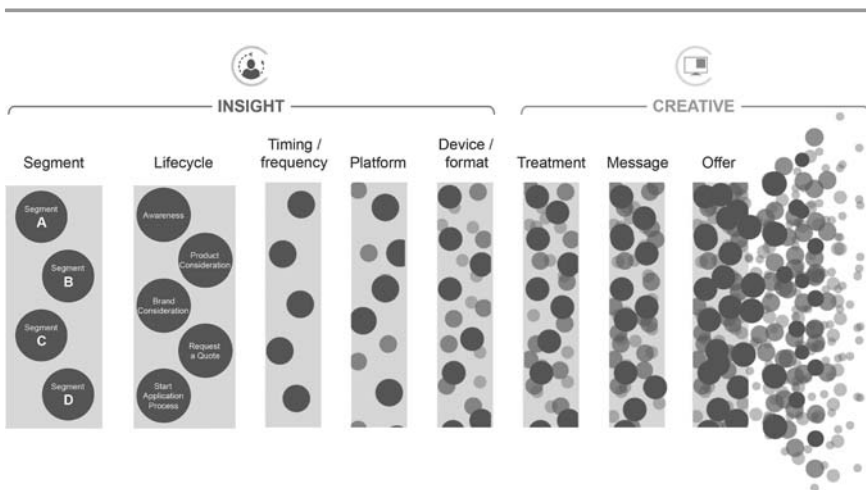 INSIGHT
CREATIVE
Segment
Lifecycle
Timing /
frequency
Platform
Device /
format
Treatment
Message
Offer
Segment
A
Segment
B
Segment
C
Segment
D
Awareness
Product
Consideration
Brand
Consideration
Request
a Quote
Start
Application
Process